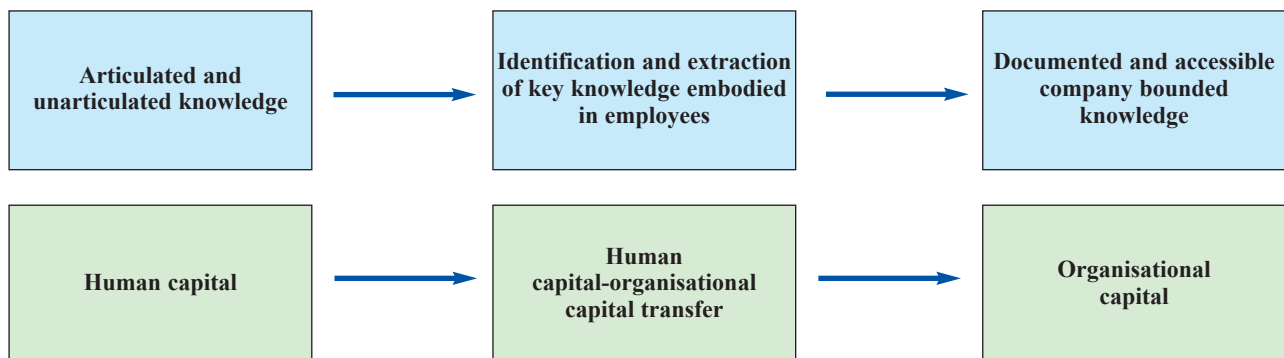 Articulated and
unarticulated knowledge
Identification and extraction
of key knowledge embodied
in employees
Documented and accessible
company bounded
knowledge
Human capital
Human
capital-organisational
capital transfer
Organisational
capital